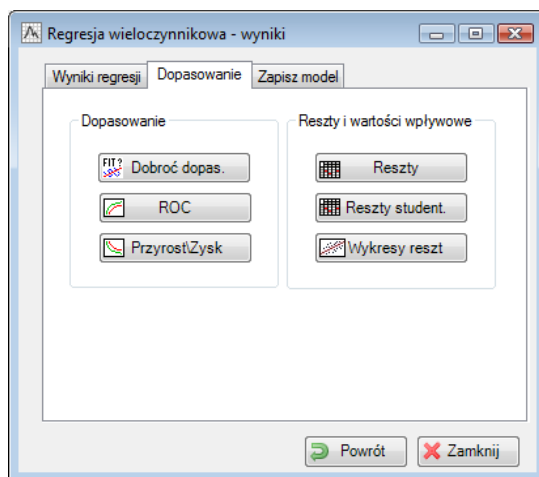 Regresja wieloczynnikowa - wyniki
Wyniki regresji Dopasowanie Zapisz model
Dopasowanie
FIT? Dobroć dopas.
ROC
Przyrost\Zysk
Reszty i wartości wpływowe
Reszty
Reszty student.
Wykresy reszt
Powrót Zamknij